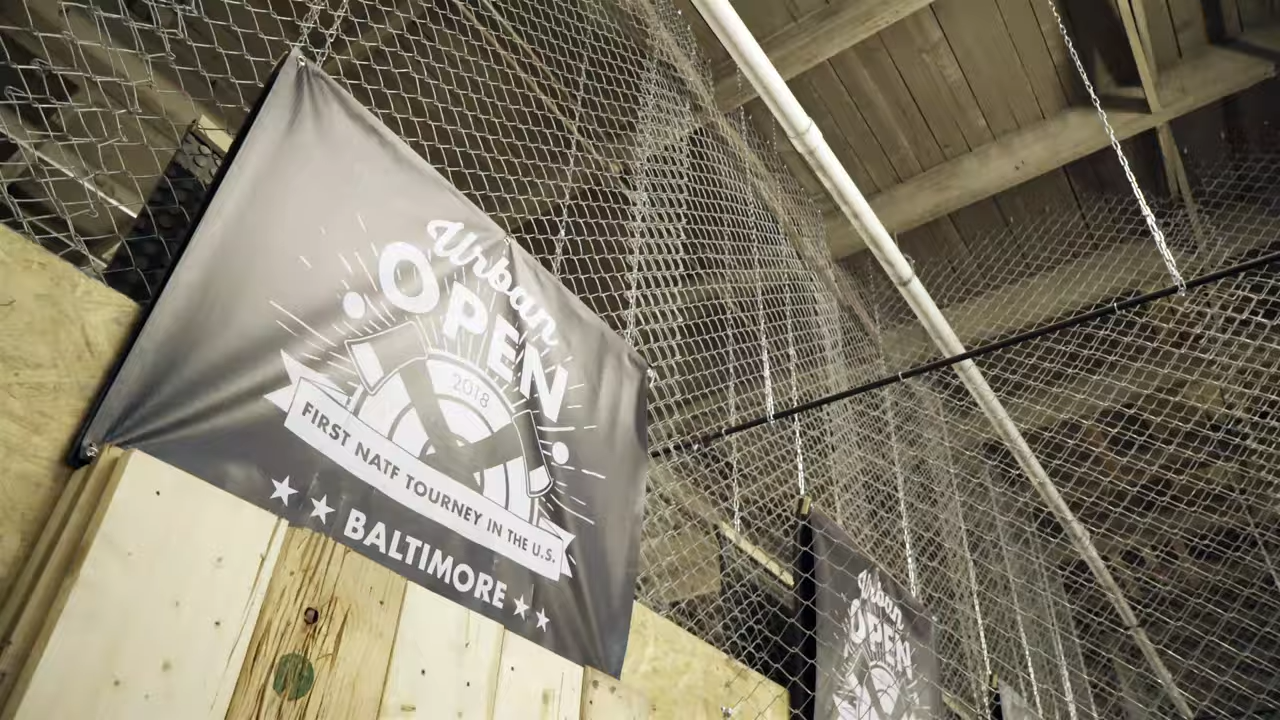 Urban
OPEN
2018
FIRST NATF TOURNEY IN THE U.S.
BALTIMORE
Urban
OPEN